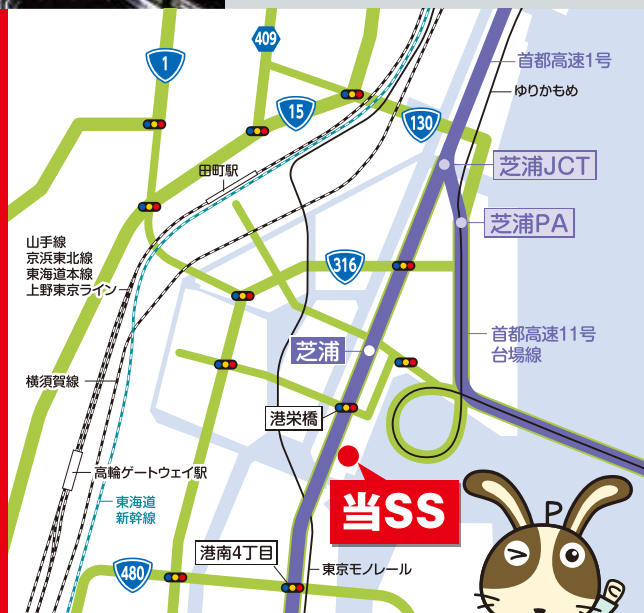 409
1
首都高速1号
ゆりかもめ
15
130
芝浦JCT
田町駅
芝浦PA
山手線
京浜東北線
東海道本線
上野東京ライン
316
首都高速11号
台場線
芝浦
横須賀線
港栄橋
高輪ゲートウェイ駅
東海道
新幹線
当SS
P
港南4丁目
480
東京モノレール